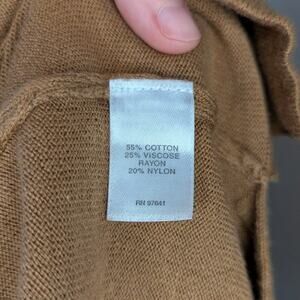 55% COTTON
25% VISCOSE
RAYON
20% NYLON
RN 97641